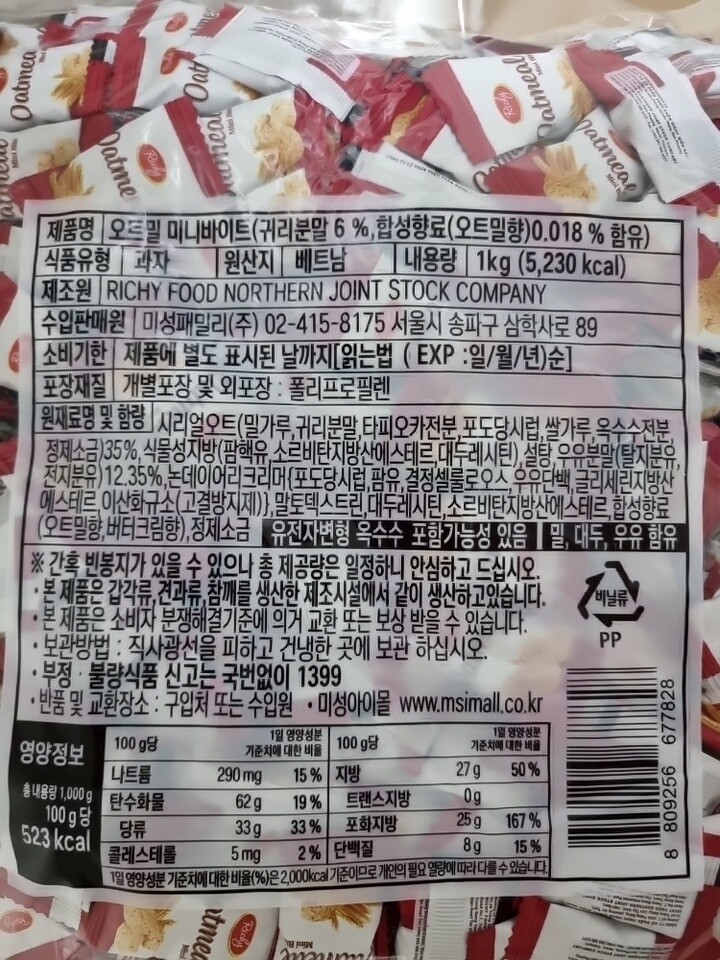 제품명 오트밀 미니바이트(귀리분말 6 %,합성향료(오트밀향)0.018 % 함유)
식품유형 과자 원산지 베트남 내용량 1kg (5,230 kcal)
제조원 RICHY FOOD NORTHERN JOINT STOCK COMPANY
수입판매원 미성패밀리(주) 02-415-8175 서울시 송파구 삼학사로 89
소비기한 제품에 별도 표시된 날까지[읽는법 ( EXP :일/월/년)순]
포장재질 개별포장 및 외포장 : 폴리프로필렌
원재료명 및 함량 시리얼오트(밀가루,귀리분말,타피오카전분,포도당시럽,쌀가루,옥수수전분,
정제소금)35%,식물성지방(팜핵유,소르비탄지방산에스테르,대두레시틴),설탕,우유분말(탈지분유,
전지분유)12.35%,논데이어리크리머{포도당시럽,팜유,결정셀룰로오스,우유단백,글리세린지방산
에스테르,이산화규소(고결방지제)},말토덱스트린,대두레시틴,소르비탄지방산에스테르,합성향료
(오트밀향,버터크림향),정제소금 유전자변형 옥수수 포함가능성 있음 밀, 대두, 우유 함유
※ 간혹 빈봉지가 있을 수 있으나 총 제공량은 일정하니 안심하고 드십시오.
· 본 제품은 갑각류,견과류,참깨를 생산한 제조시설에서 같이 생산하고있습니다.
· 본 제품은 소비자 분쟁해결기준에 의거 교환 또는 보상 받을 수 있습니다.
· 보관방법 : 직사광선을 피하고 건냉한 곳에 보관 하십시오.
· 부정 · 불량식품 신고는 국번없이 1399
· 반품 및 교환장소 : 구입처 또는 수입원 • 미성아이몰 www.msimall.co.kr
비닐류
PP
영양정보
총 내용량 1,000 g
100 g당
523 kcal
100 g당 1일 영양성분 기준치에 대한 비율 100 g당 1일 영양성분 기준치에 대한 비율
나트륨 290 mg 15 % 지방 27 g 50 %
탄수화물 62 g 19 % 트랜스지방 0 g
당류 33 g 33 % 포화지방 25 g 167 %
콜레스테롤 5 mg 2 % 단백질 8 g 15 %
1일 영양성분 기준치에 대한 비율(%)은 2,000kcal 기준이므로 개인의 필요 열량에 따라 다를 수 있습니다.
8 809256 677828
Richy
Oatmeal
Mini Bites